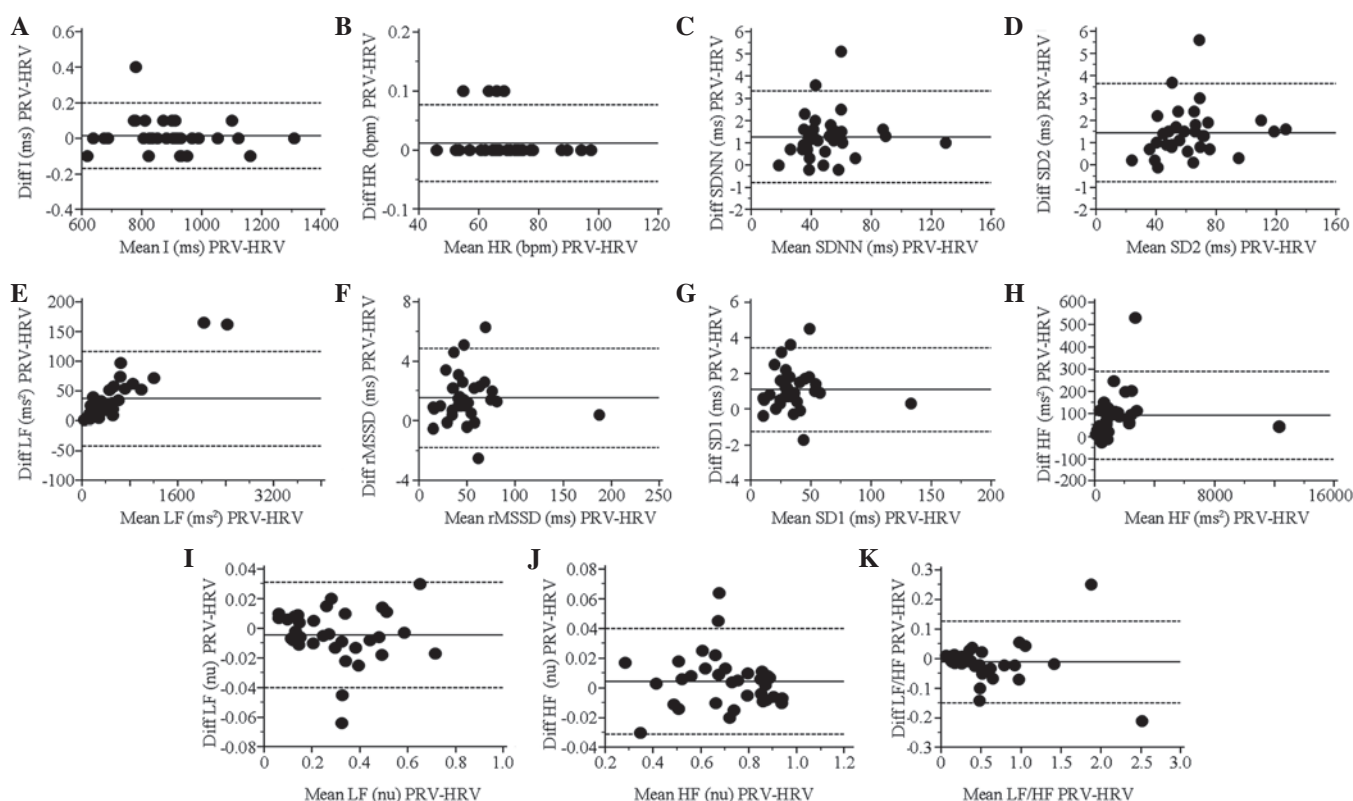 A
B
C
D
Diff I (ms) PRV-HRV
0.6
0.4
0.2
0
-0.2
-0.4
600 800 1000 1200 1400
Mean I (ms) PRV-HRV
Diff HR (bpm) PRV-HRV
0.2
0.1
0
-0.1
40 60 80 100 120
Mean HR (bpm) PRV-HRV
Diff SDNN (ms) PRV-HRV
6
5
4
3
2
1
0
-1
-2
0 40 80 120 160
Mean SDNN (ms) PRV-HRV
Diff SD2 (ms) PRV-HRV
6
5
4
3
2
1
0
-1
-2
0 40 80 120 160
Mean SD2 (ms) PRV-HRV
E
F
G
H
Diff LF (ms²) PRV-HRV
200
150
100
50
0
-50
-100
0 1600 3200
Mean LF (ms²) PRV-HRV
Diff rMSSD (ms) PRV-HRV
8
4
0
-4
0 50 100 150 200 250
Mean rMSSD (ms) PRV-HRV
Diff SD1 (ms) PRV-HRV
6
4
2
0
-2
-4
0 50 100 150 200
Mean SD1 (ms) PRV-HRV
Diff HF (ms²) PRV-HRV
600
500
400
300
200
100
0
-100
-200
0 8000 16000
Mean HF (ms²) PRV-HRV
I
J
K
Diff LF (nu) PRV-HRV
0.04
0.02
0
-0.02
-0.04
-0.06
-0.08
0 0.2 0.4 0.6 0.8 1.0
Mean LF (nu) PRV-HRV
Diff HF (nu) PRV-HRV
0.08
0.06
0.04
0.02
0
-0.02
-0.04
0.2 0.4 0.6 0.8 1.0 1.2
Mean HF (nu) PRV-HRV
Diff LF/HF PRV-HRV
0.3
0.2
0.1
0
-0.1
-0.2
-0.3
0 0.5 1.0 1.5 2.0 2.5 3.0
Mean LF/HF PRV-HRV